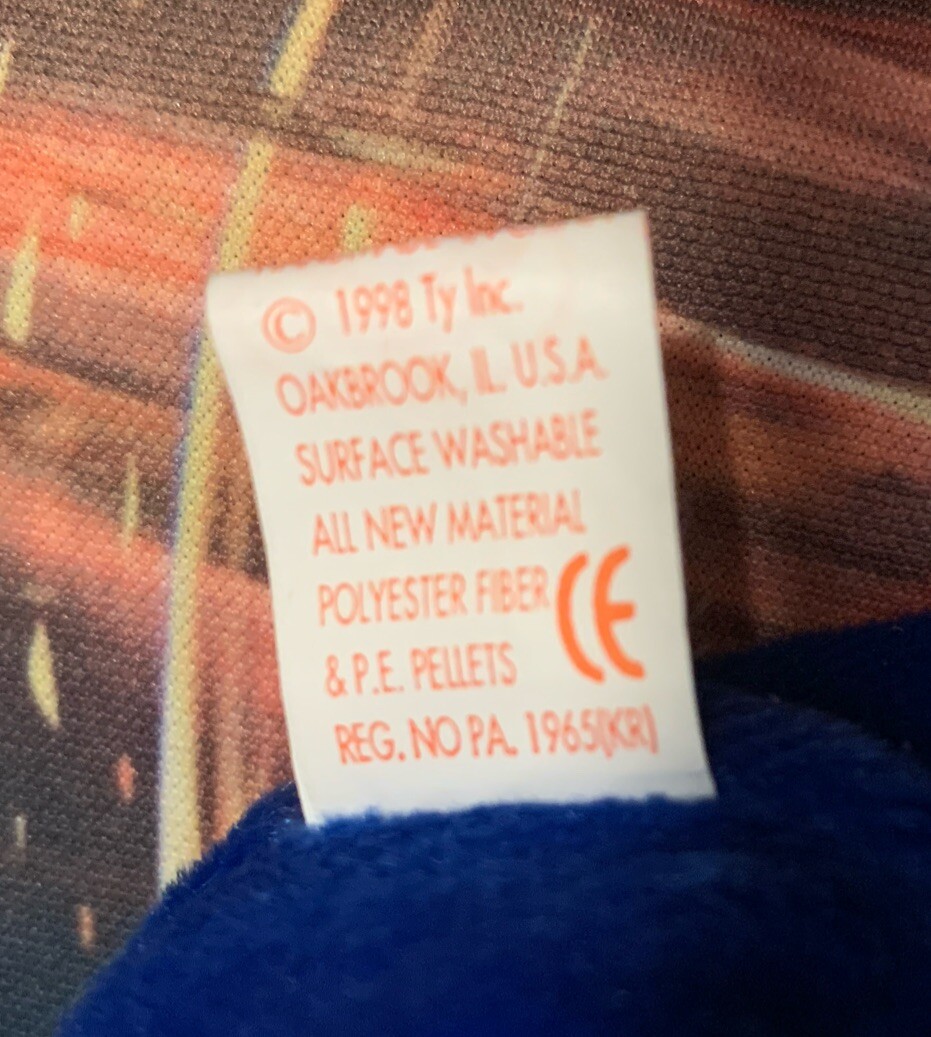 © 1998 Ty Inc.
OAKBROOK, IL. U.S.A.
SURFACE WASHABLE
ALL NEW MATERIAL
POLYESTER FIBER
& P.E. PELLETS
CE
REG. NO PA. 1965(KR)